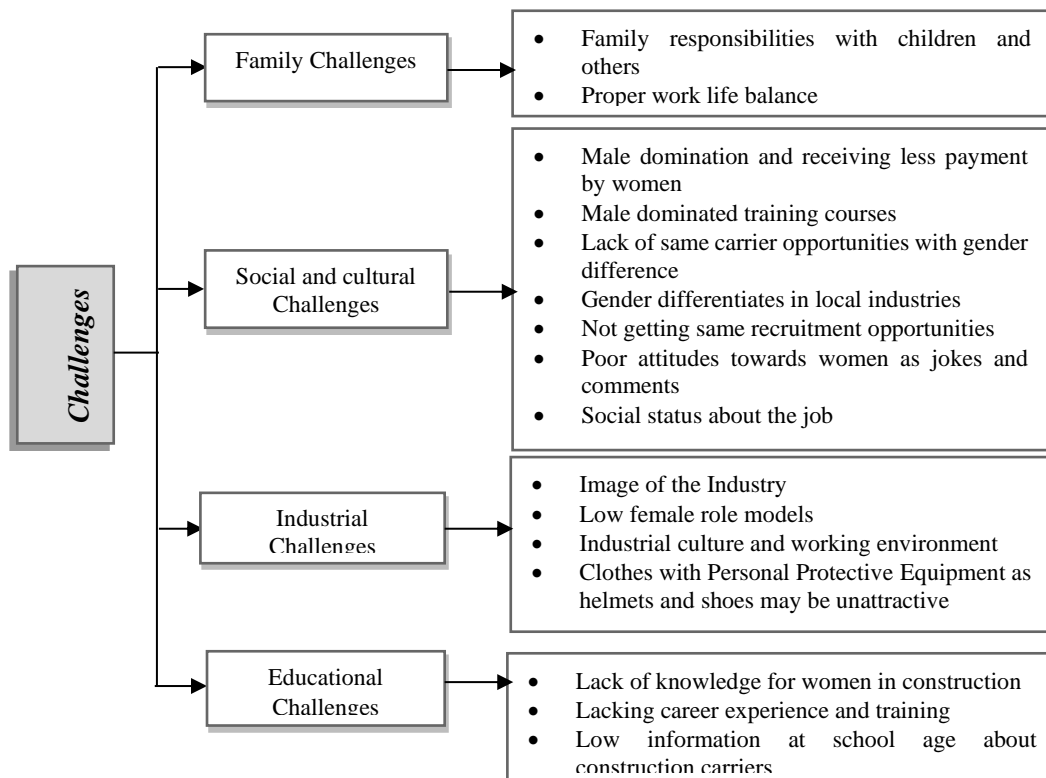 Challenges
Family Challenges
• Family responsibilities with children and
others
• Proper work life balance
Social and cultural
Challenges
• Male domination and receiving less payment
by women
• Male dominated training courses
• Lack of same carrier opportunities with gender
difference
• Gender differentiates in local industries
• Not getting same recruitment opportunities
• Poor attitudes towards women as jokes and
comments
• Social status about the job
Industrial
Challenges
• Image of the Industry
• Low female role models
• Industrial culture and working environment
• Clothes with Personal Protective Equipment as
helmets and shoes may be unattractive
Educational
Challenges
• Lack of knowledge for women in construction
• Lacking career experience and training
• Low information at school age about
construction carriers